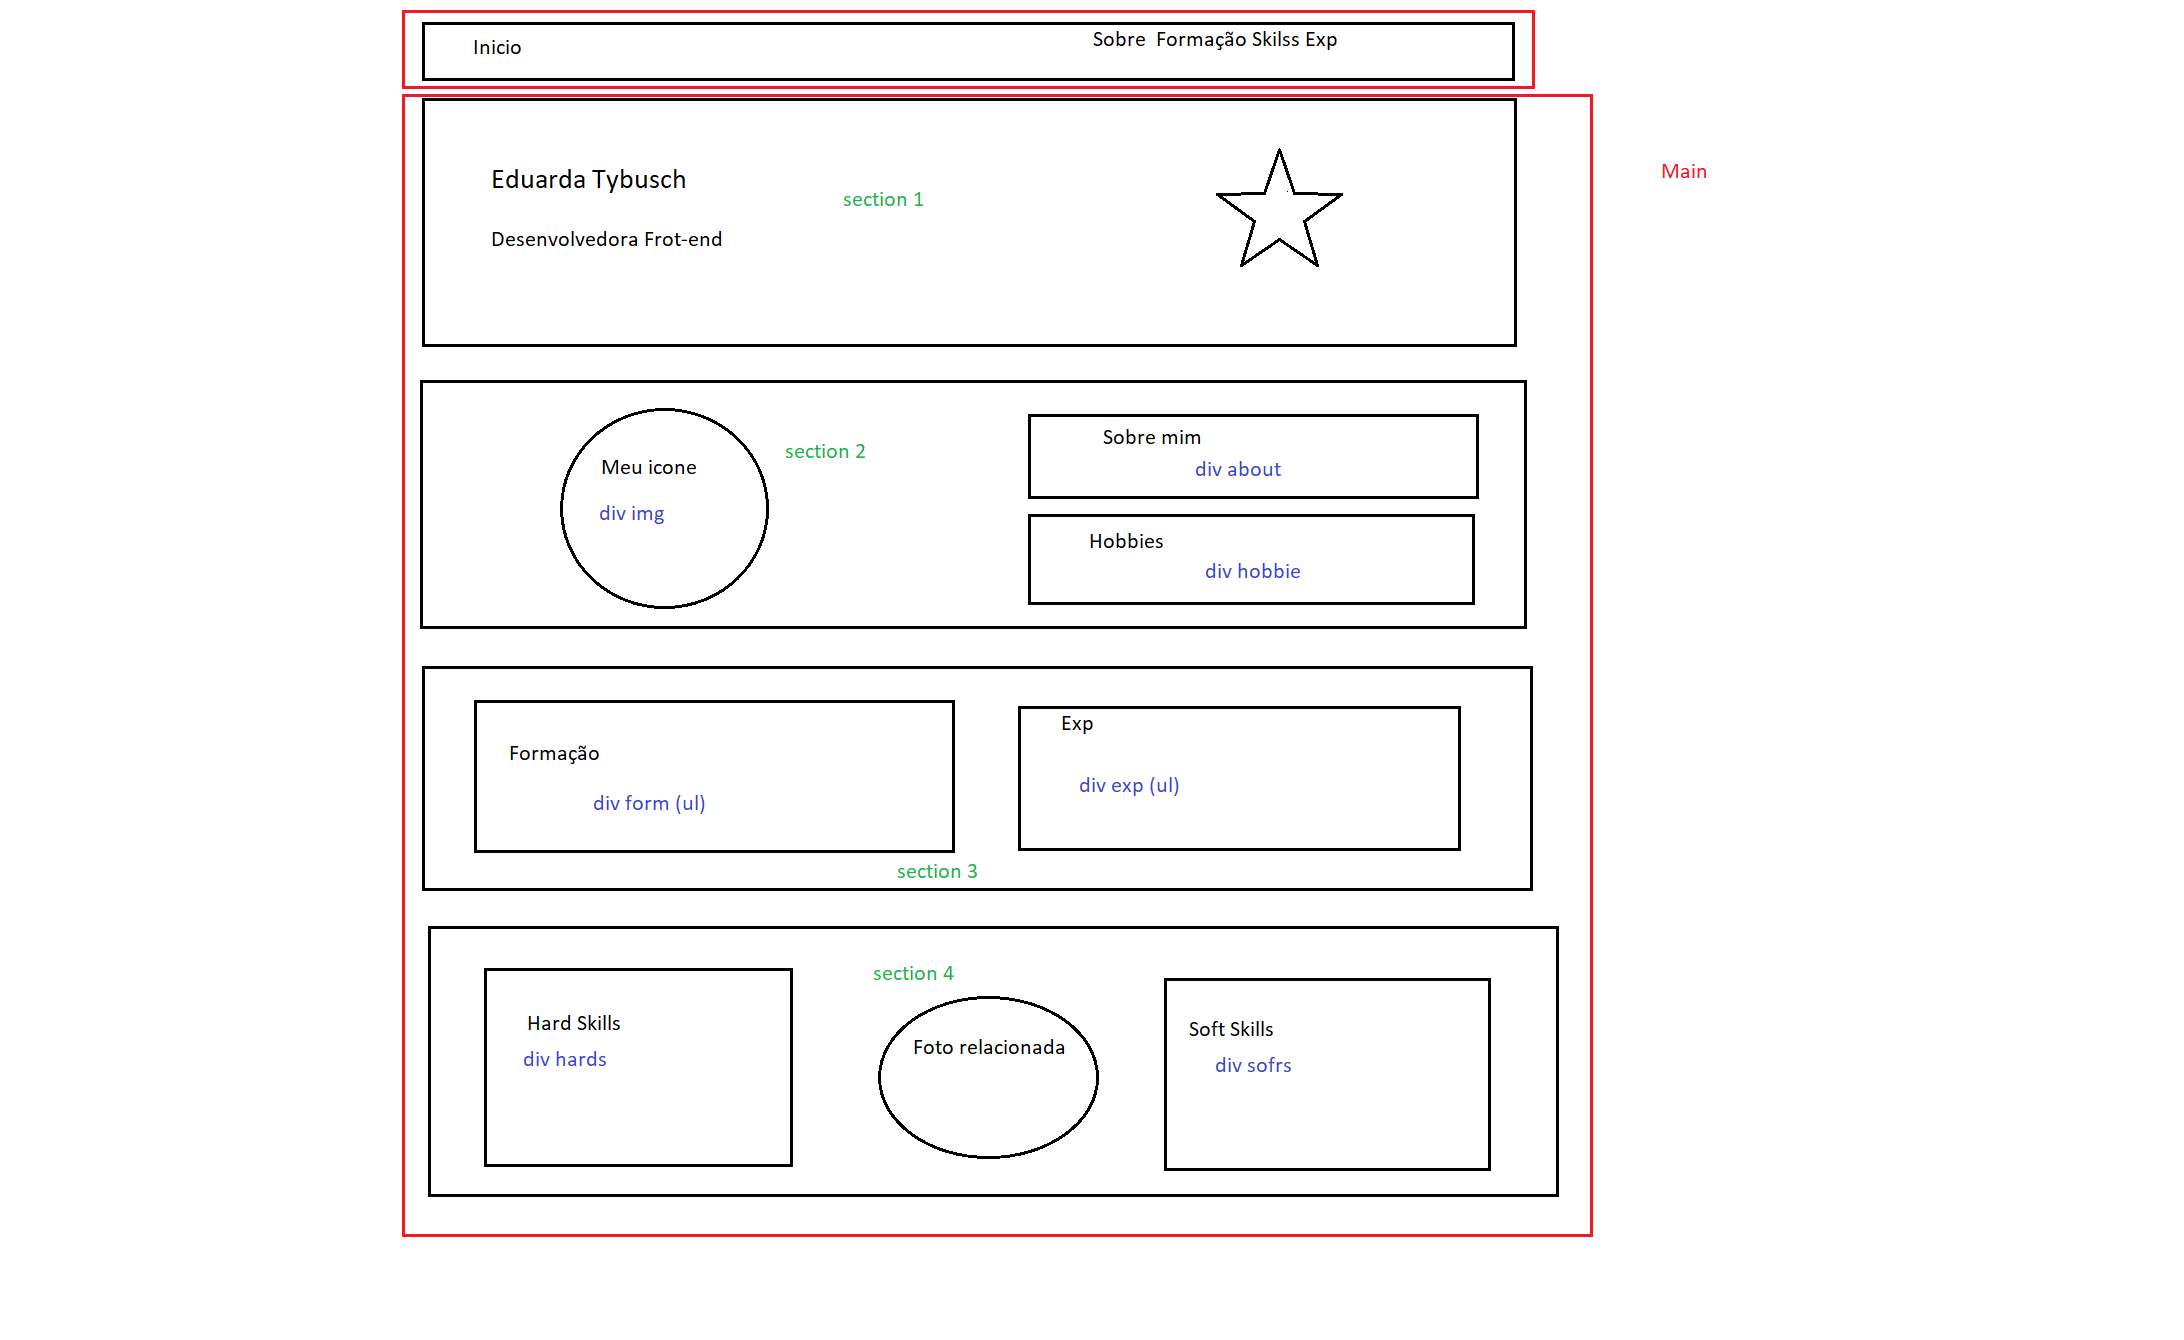 Inicio
Sobre  Formação Skilss Exp
Main
Eduarda Tybusch
section 1
Desenvolvedora Frot-end
Meu icone
div img
section 2
Sobre mim
div about
Hobbies
div hobbie
Formação
div form (ul)
Exp
div exp (ul)
section 3
section 4
Hard Skills
div hards
Foto relacionada
Soft Skills
div sofrs